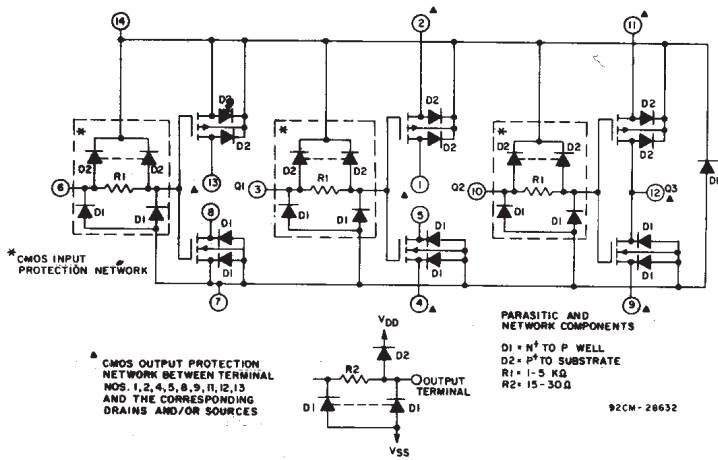 14
2 ▲
11 ▲
D2
D2
D2
*
*
*
D2
D2
D2
D2
D2
D2
D2
D2
D2
R1
R1
R1
D1
6
13
Q1
3
1
Q2
10
12
Q3
▲
▲
▲
8
5
D1
D1
D1
D1
D1
D1
D1
D1
D1
D1
D1
D1
7
4 ▲
9 ▲
* CMOS INPUT
PROTECTION NETWORK
▲ CMOS OUTPUT PROTECTION
NETWORK BETWEEN TERMINAL
NOS. 1,2,4,5,8,9,11,12,13
AND THE CORRESPONDING
DRAINS AND/OR SOURCES
VDD
D2
R2
OUTPUT
TERMINAL
D1
D1
VSS
PARASITIC AND
NETWORK COMPONENTS
D1 = N† TO P WELL
D2 = P† TO SUBSTRATE
R1 = 1-5 KΩ
R2 = 15-30Ω
92CM-28632